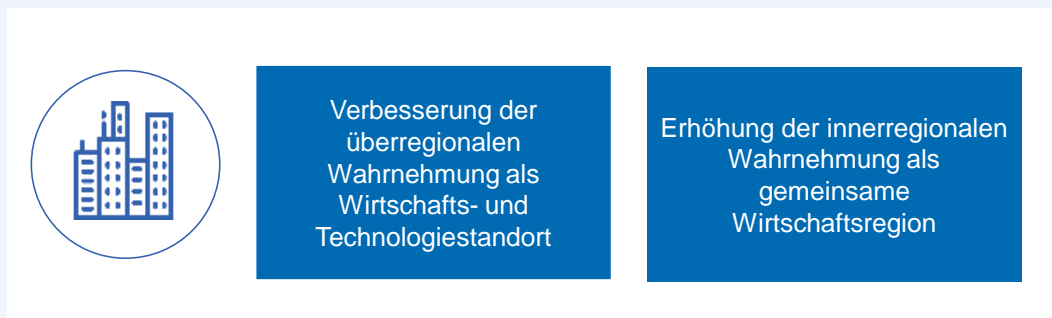 Verbesserung der
überregionalen
Wahrnehmung als
Wirtschafts- und
Technologiestandort
Erhöhung der innerregionalen
Wahrnehmung als
gemeinsame
Wirtschaftsregion